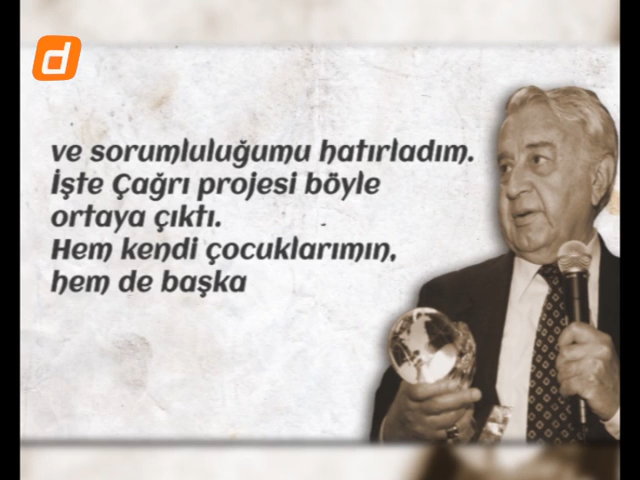 d
ve sorumluluğumu hatırladım.
İşte Çağrı projesi böyle
ortaya çıktı.
Hem kendi çocuklarımın,
hem de başka